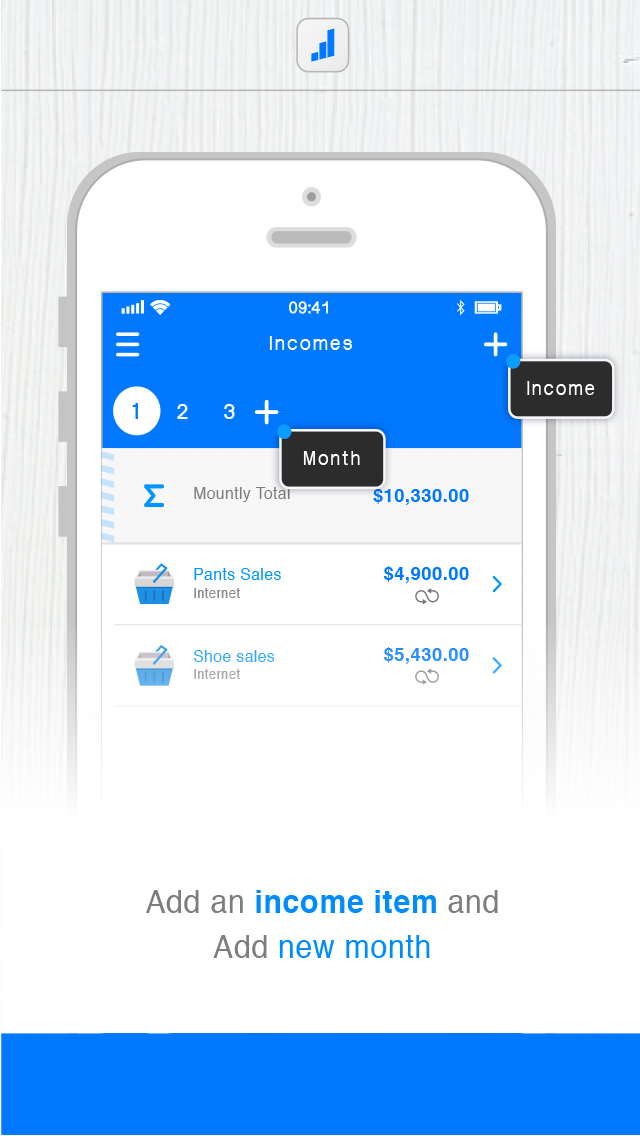 09:41
Incomes
Income
1 2 3
Month
Mountly Total $10,330.00
Pants Sales $4,900.00
Internet
Shoe sales $5,430.00
Internet
Add an income item and
Add new month